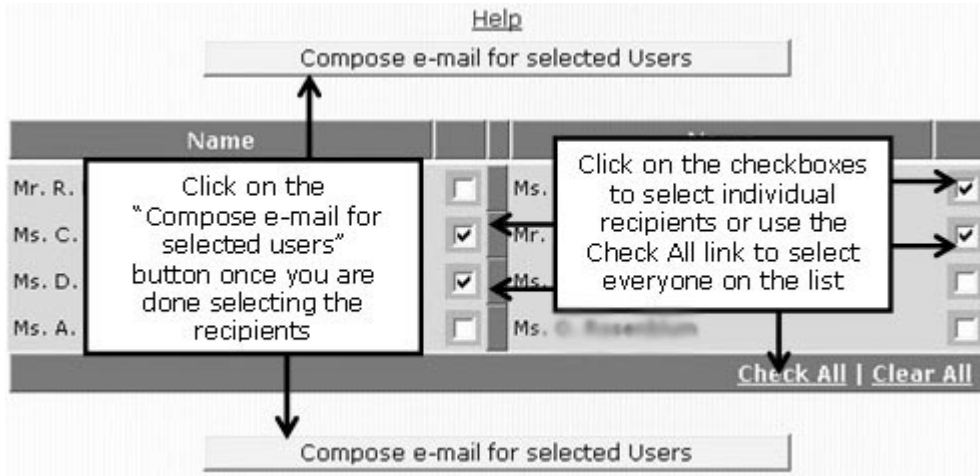 Help
Compose e-mail for selected Users
Name
Mr. R.
Ms. C.
Ms. D.
Ms. A.
Click on the
“Compose e-mail for
selected users”
button once you are
done selecting the
recipients
Ms.
Mr.
Ms.
Ms.
Click on the checkboxes
to select individual
recipients or use the
Check All link to select
everyone on the list
Check All | Clear All
Compose e-mail for selected Users